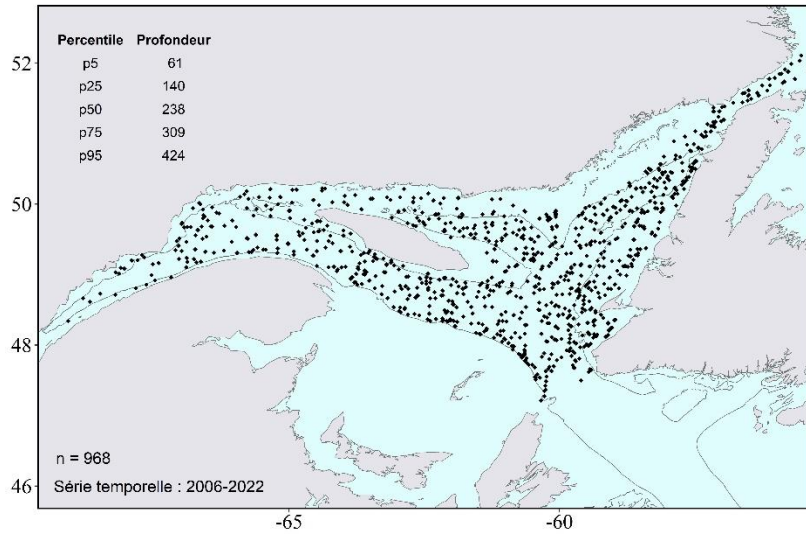 Percentile Profondeur
p5 61
p25 140
p50 238
p75 309
p95 424
52
50
48
46
n = 968
Série temporelle : 2006-2022
-65 -60